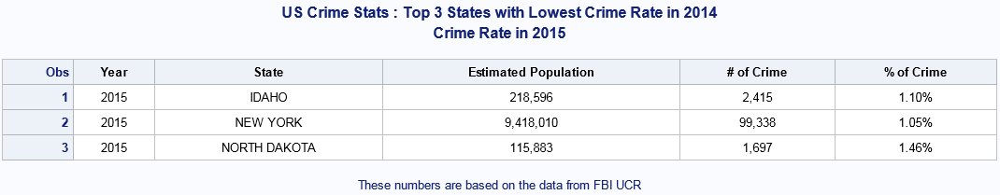 US Crime Stats : Top 3 States with Lowest Crime Rate in 2014
Crime Rate in 2015
Obs Year State Estimated Population # of Crime % of Crime
1 2015 IDAHO 218,596 2,415 1.10%
2 2015 NEW YORK 9,418,010 99,338 1.05%
3 2015 NORTH DAKOTA 115,883 1,697 1.46%
These numbers are based on the data from FBI UCR